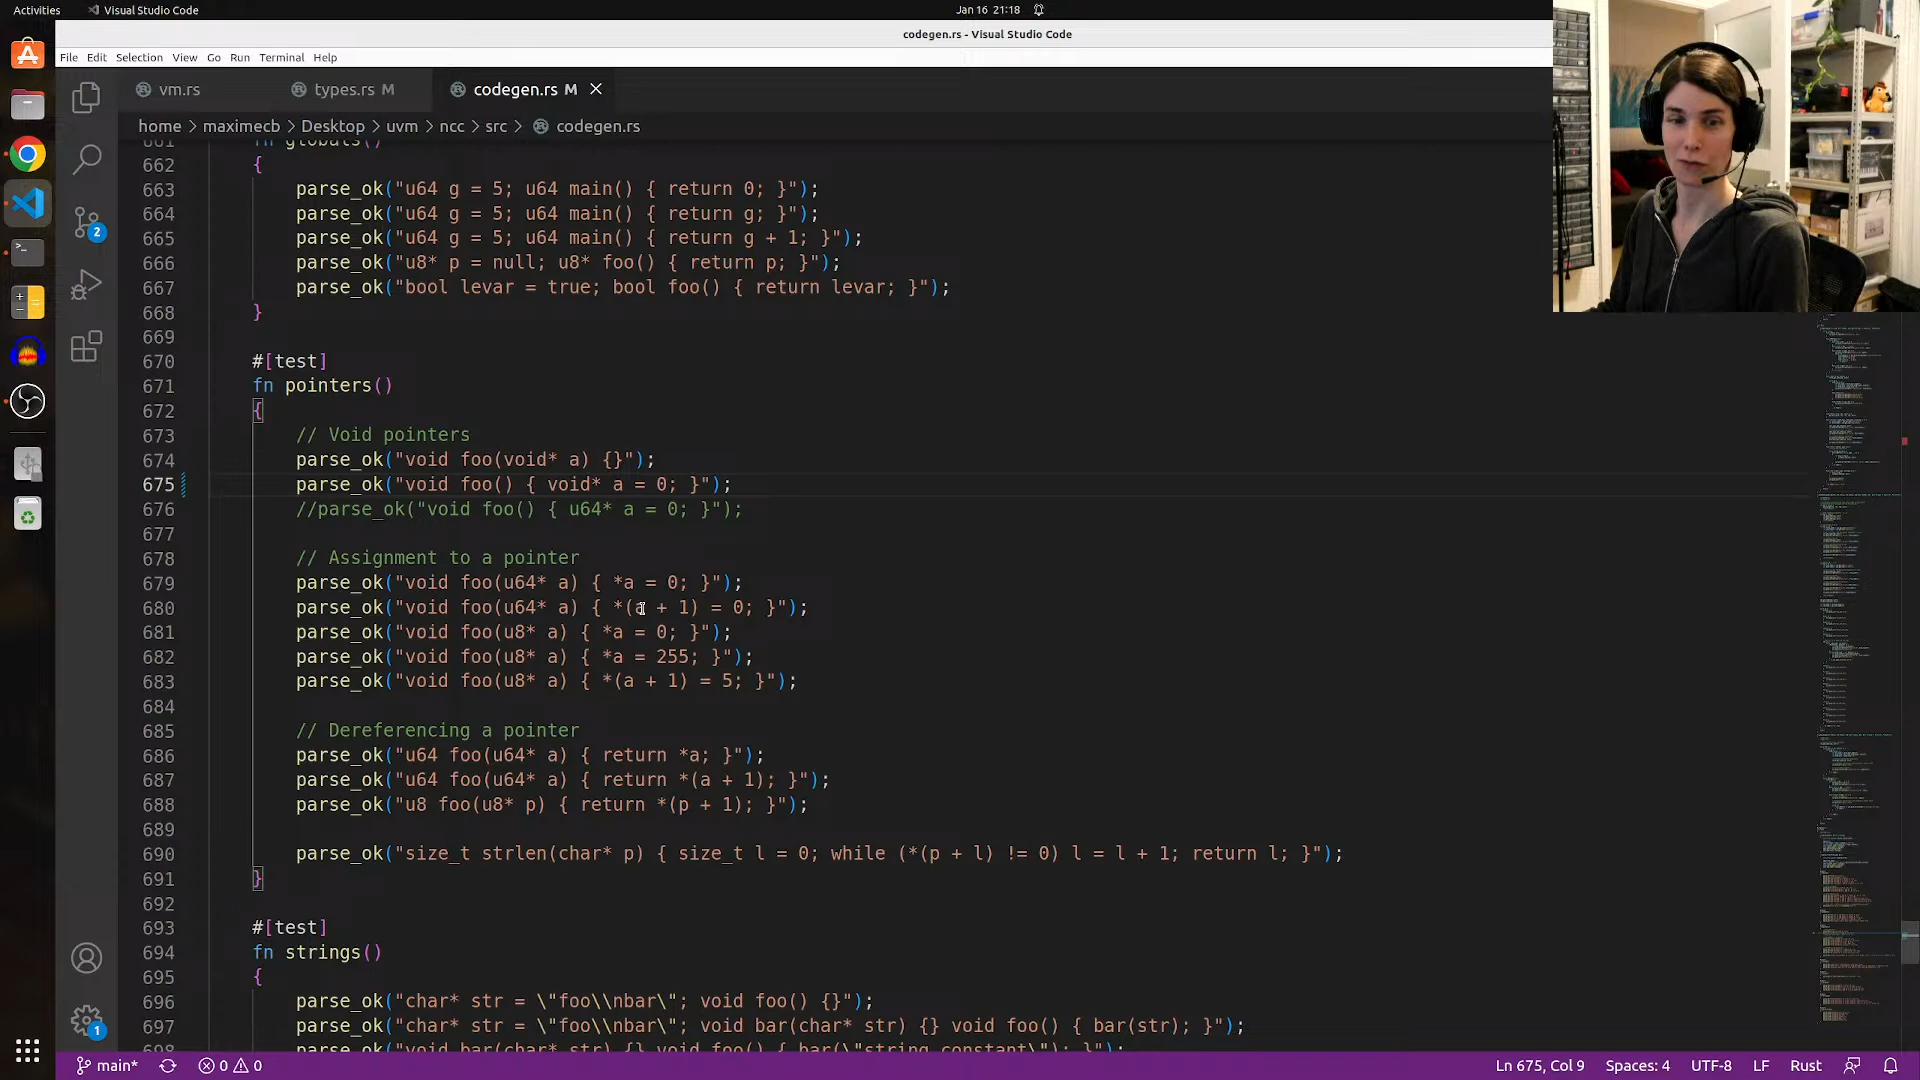 Activities Visual Studio Code Jan 16 21:18
codegen.rs - Visual Studio Code
File Edit Selection View Go Run Terminal Help
vm.rs types.rs M codegen.rs M
home > maximecb > Desktop > uvm > ncc > src > codegen.rs
661 fn globals()
662 {
663 parse_ok("u64 g = 5; u64 main() { return 0; }");
664 parse_ok("u64 g = 5; u64 main() { return g; }");
665 parse_ok("u64 g = 5; u64 main() { return g + 1; }");
666 parse_ok("u8* p = null; u8* foo() { return p; }");
667 parse_ok("bool levar = true; bool foo() { return levar; }");
668 }
669
670 #[test]
671 fn pointers()
672 {
673 // Void pointers
674 parse_ok("void foo(void* a) {}");
675 parse_ok("void foo() { void* a = 0; }");
676 //parse_ok("void foo() { u64* a = 0; }");
677
678 // Assignment to a pointer
679 parse_ok("void foo(u64* a) { *a = 0; }");
680 parse_ok("void foo(u64* a) { *(a + 1) = 0; }");
681 parse_ok("void foo(u8* a) { *a = 0; }");
682 parse_ok("void foo(u8* a) { *a = 255; }");
683 parse_ok("void foo(u8* a) { *(a + 1) = 5; }");
684
685 // Dereferencing a pointer
686 parse_ok("u64 foo(u64* a) { return *a; }");
687 parse_ok("u64 foo(u64* a) { return *(a + 1); }");
688 parse_ok("u8 foo(u8* p) { return *(p + 1); }");
689
690 parse_ok("size_t strlen(char* p) { size_t l = 0; while (*(p + l) != 0) l = l + 1; return l; }");
691 }
692
693 #[test]
694 fn strings()
695 {
696 parse_ok("char* str = \"foo\\nbar\"; void foo() {}");
697 parse_ok("char* str = \"foo\\nbar\"; void bar(char* str) {} void foo() { bar(str); }");
698 parse_ok("void bar(char* str) {} void foo() { bar(\"string constant\"); }");
2
1
main* 0 0 Ln 675, Col 9 Spaces: 4 UTF-8 LF Rust